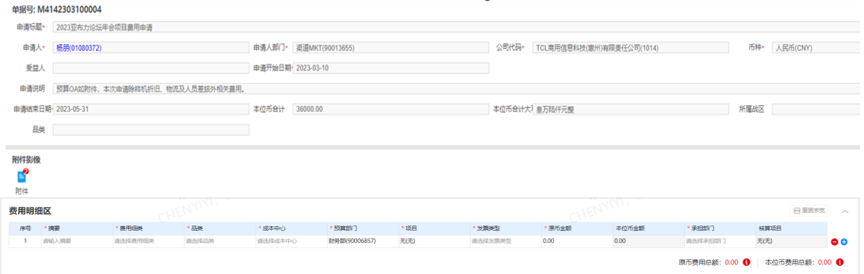 单据号: M4142303100004
申请标题* 2023亚布力论坛年会项目费用申请
申请人* 杨朋(01080372) 申请人部门* 渠道MKT(90013655) 公司代码* TCL商用信息科技(惠州)有限责任公司(1014) 币种* 人民币(CNY)
受益人 申请开始日期* 2023-03-10
申请说明 预算OA如附件，本次申请除样机折旧、物流及人员差旅外相关费用。
申请结束日期* 2023-05-31 本位币合计 36000.00 本位币合计大写 叁万陆仟元整 所属战区
品类
附件影像
附件
费用明细区
序号 * 摘要 * 费用细类 * 品类 * 成本中心 * 预算部门 * 项目 * 发票类型 * 原币金额 本位币金额 * 承担部门 核算项目
1 请输入摘要 请选择费用细类 请选择品类 请选择成本中心 财务部(90006857) 无(无) 请选择发票类型 0.00 0.00 请选择承担部门 无(无)
原币费用总额: 0.00 本位币费用总额: 0.00